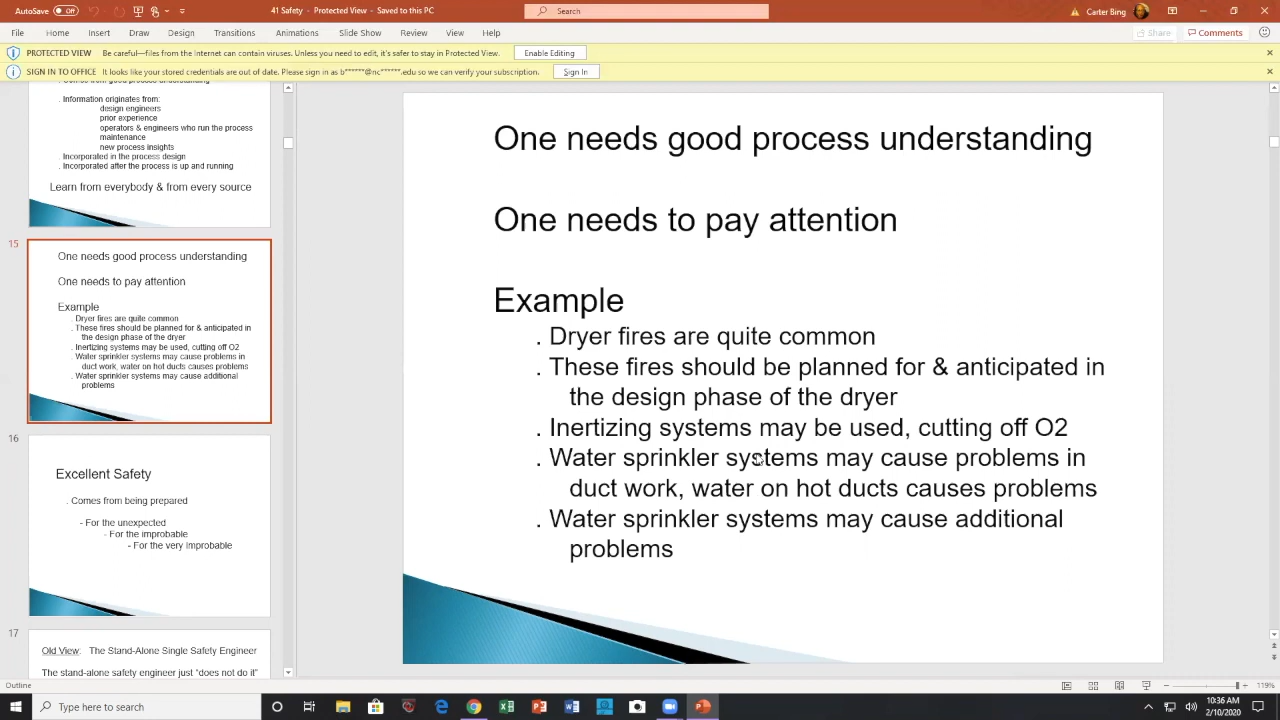 AutoSave Off
41 Safety - Protected View - Saved to this PC
Search
Carter Bing
File Home Insert Draw Design Transitions Animations Slide Show Review View Help
Share Comments
PROTECTED VIEW Be careful—files from the Internet can contain viruses. Unless you need to edit, it's safer to stay in Protected View. Enable Editing
SIGN IN TO OFFICE It looks like your stored credentials are out of date. Please sign in as b******@nc******.edu so we can verify your subscription. Sign In
. Comes from good process understanding
. Information originates from:
design engineers
prior experience
operators & engineers who run the process
maintenance
new process insights
. Incorporated in the process design
. Incorporated after the process is up and running
Learn from everybody & from every source
15
One needs good process understanding
One needs to pay attention
Example
. Dryer fires are quite common
. These fires should be planned for & anticipated in
the design phase of the dryer
. Inertizing systems may be used, cutting off O2
. Water sprinkler systems may cause problems in
duct work, water on hot ducts causes problems
. Water sprinkler systems may cause additional
problems
16
Excellent Safety
. Comes from being prepared
- For the unexpected
- For the improbable
- For the very improbable
17
Old View: The Stand-Alone Single Safety Engineer
The stand-alone safety engineer just "does not do it"
One needs good process understanding
One needs to pay attention
Example
. Dryer fires are quite common
. These fires should be planned for & anticipated in
the design phase of the dryer
. Inertizing systems may be used, cutting off O2
. Water sprinkler systems may cause problems in
duct work, water on hot ducts causes problems
. Water sprinkler systems may cause additional
problems
Outline
119%
Type here to search
10:36 AM
2/10/2020